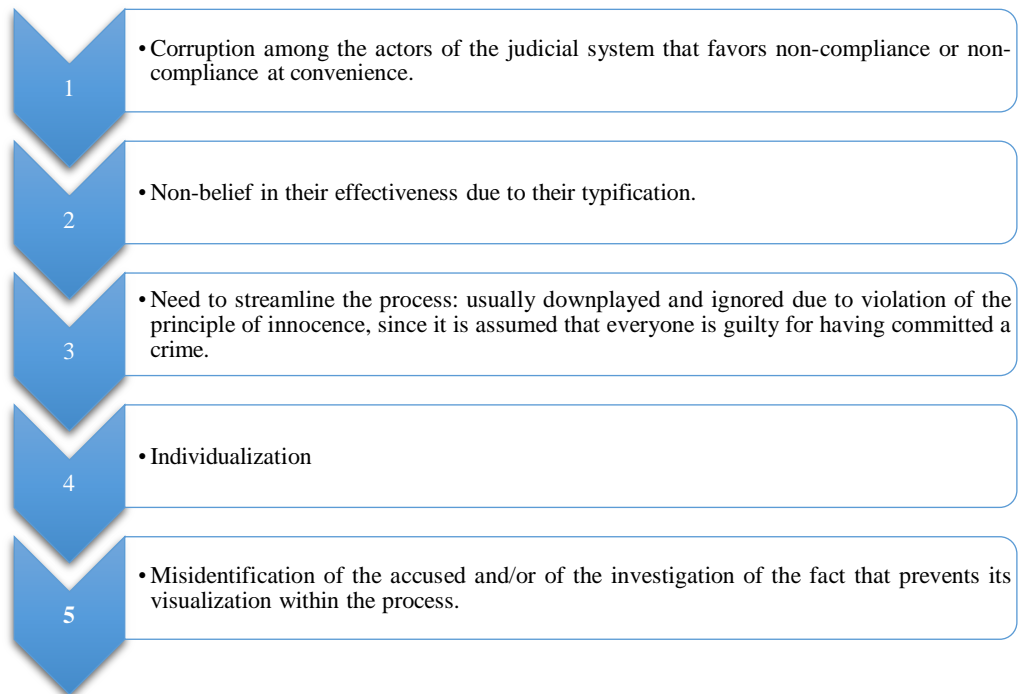 1
• Corruption among the actors of the judicial system that favors non-compliance or non-
compliance at convenience.
2
• Non-belief in their effectiveness due to their typification.
3
• Need to streamline the process: usually downplayed and ignored due to violation of the
principle of innocence, since it is assumed that everyone is guilty for having committed a
crime.
4
• Individualization
5
• Misidentification of the accused and/or of the investigation of the fact that prevents its
visualization within the process.